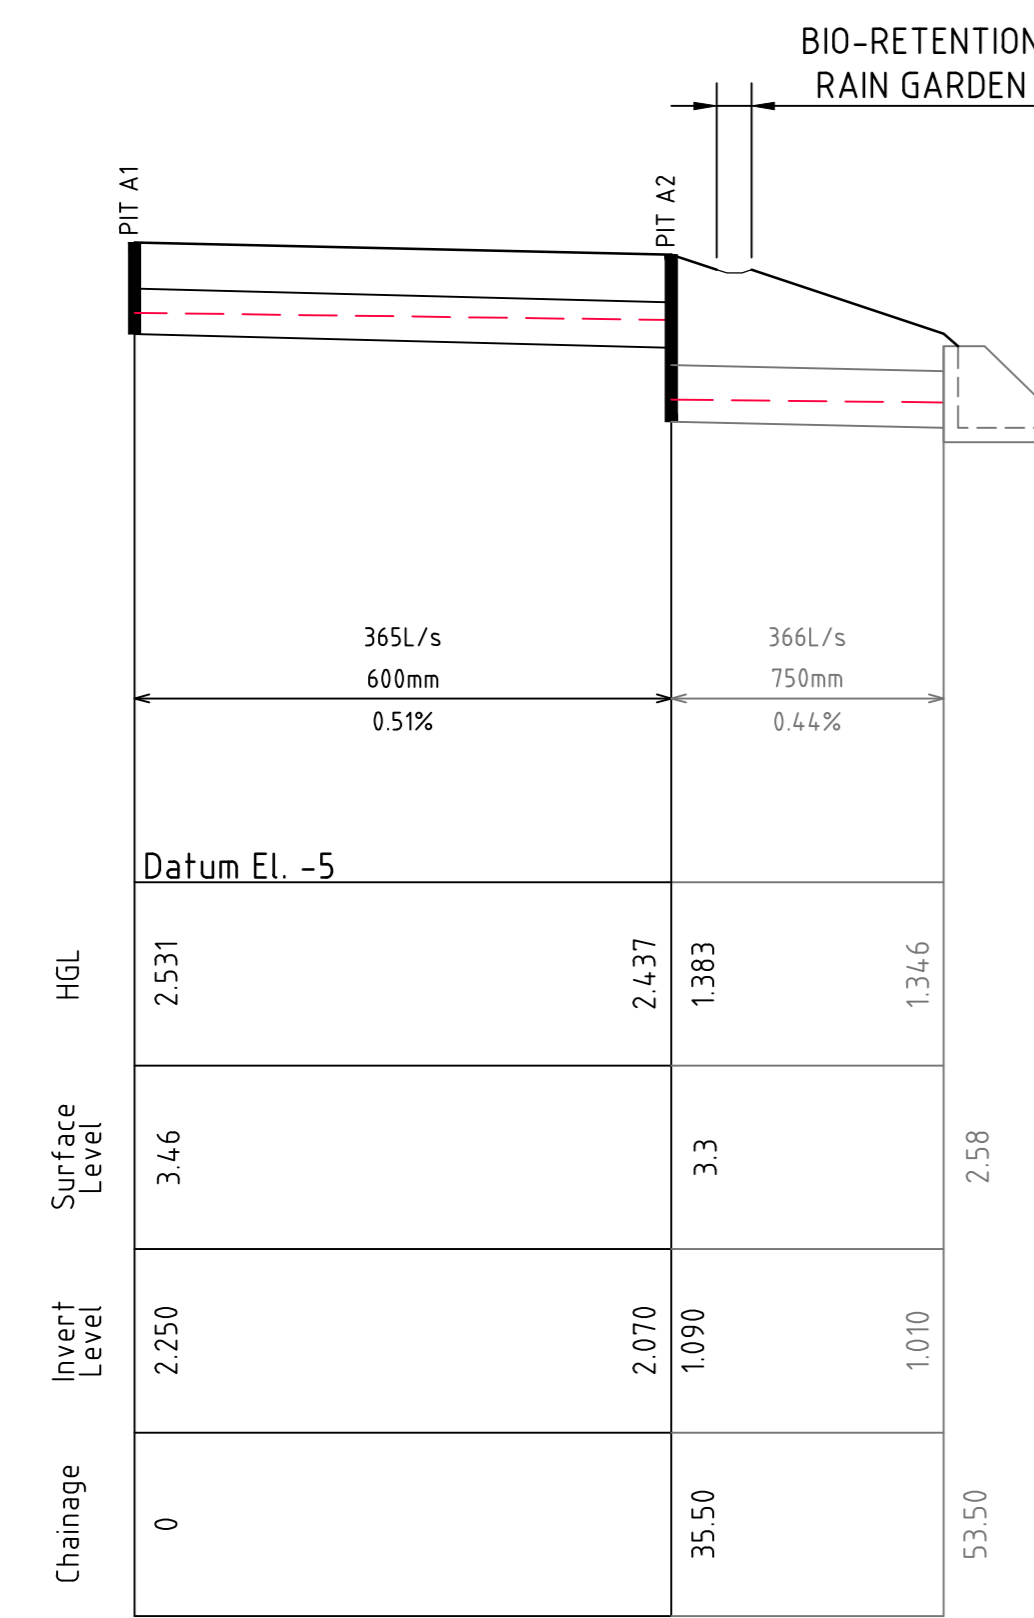 BIO-RETENTION
RAIN GARDEN
PIT A1
PIT A2
365L/s
600mm
0.51%
366L/s
750mm
0.44%
Datum El. -5
HGL
2.531
2.437
1.383
1.346
Surface
Level
3.46
3.3
2.58
Invert
Level
2.250
2.070
1.090
1.010
Chainage
0
35.50
53.50